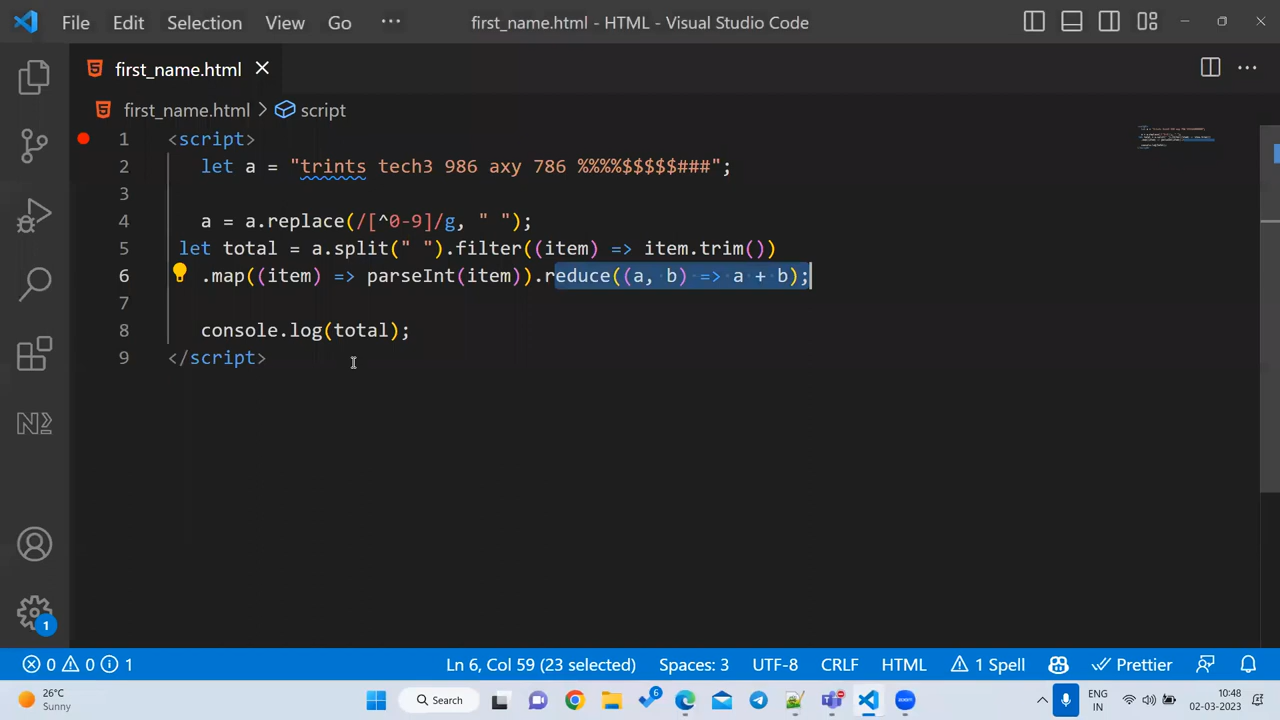 File Edit Selection View Go ··· first_name.html - HTML - Visual Studio Code
first_name.html
first_name.html > script
1 <script>
2 let a = "trints tech3 986 axy 786 %%%%$$$$$###";
3
4 a = a.replace(/[^0-9]/g, " ");
5 let total = a.split(" ").filter((item) => item.trim())
6 .map((item) => parseInt(item)).reduce((a, b) => a + b);
7
8 console.log(total);
9 </script>
1
0 0 1 Ln 6, Col 59 (23 selected) Spaces: 3 UTF-8 CRLF HTML 1 Spell Prettier
26°C
Sunny
Search
6
ENG
IN
10:48
02-03-2023